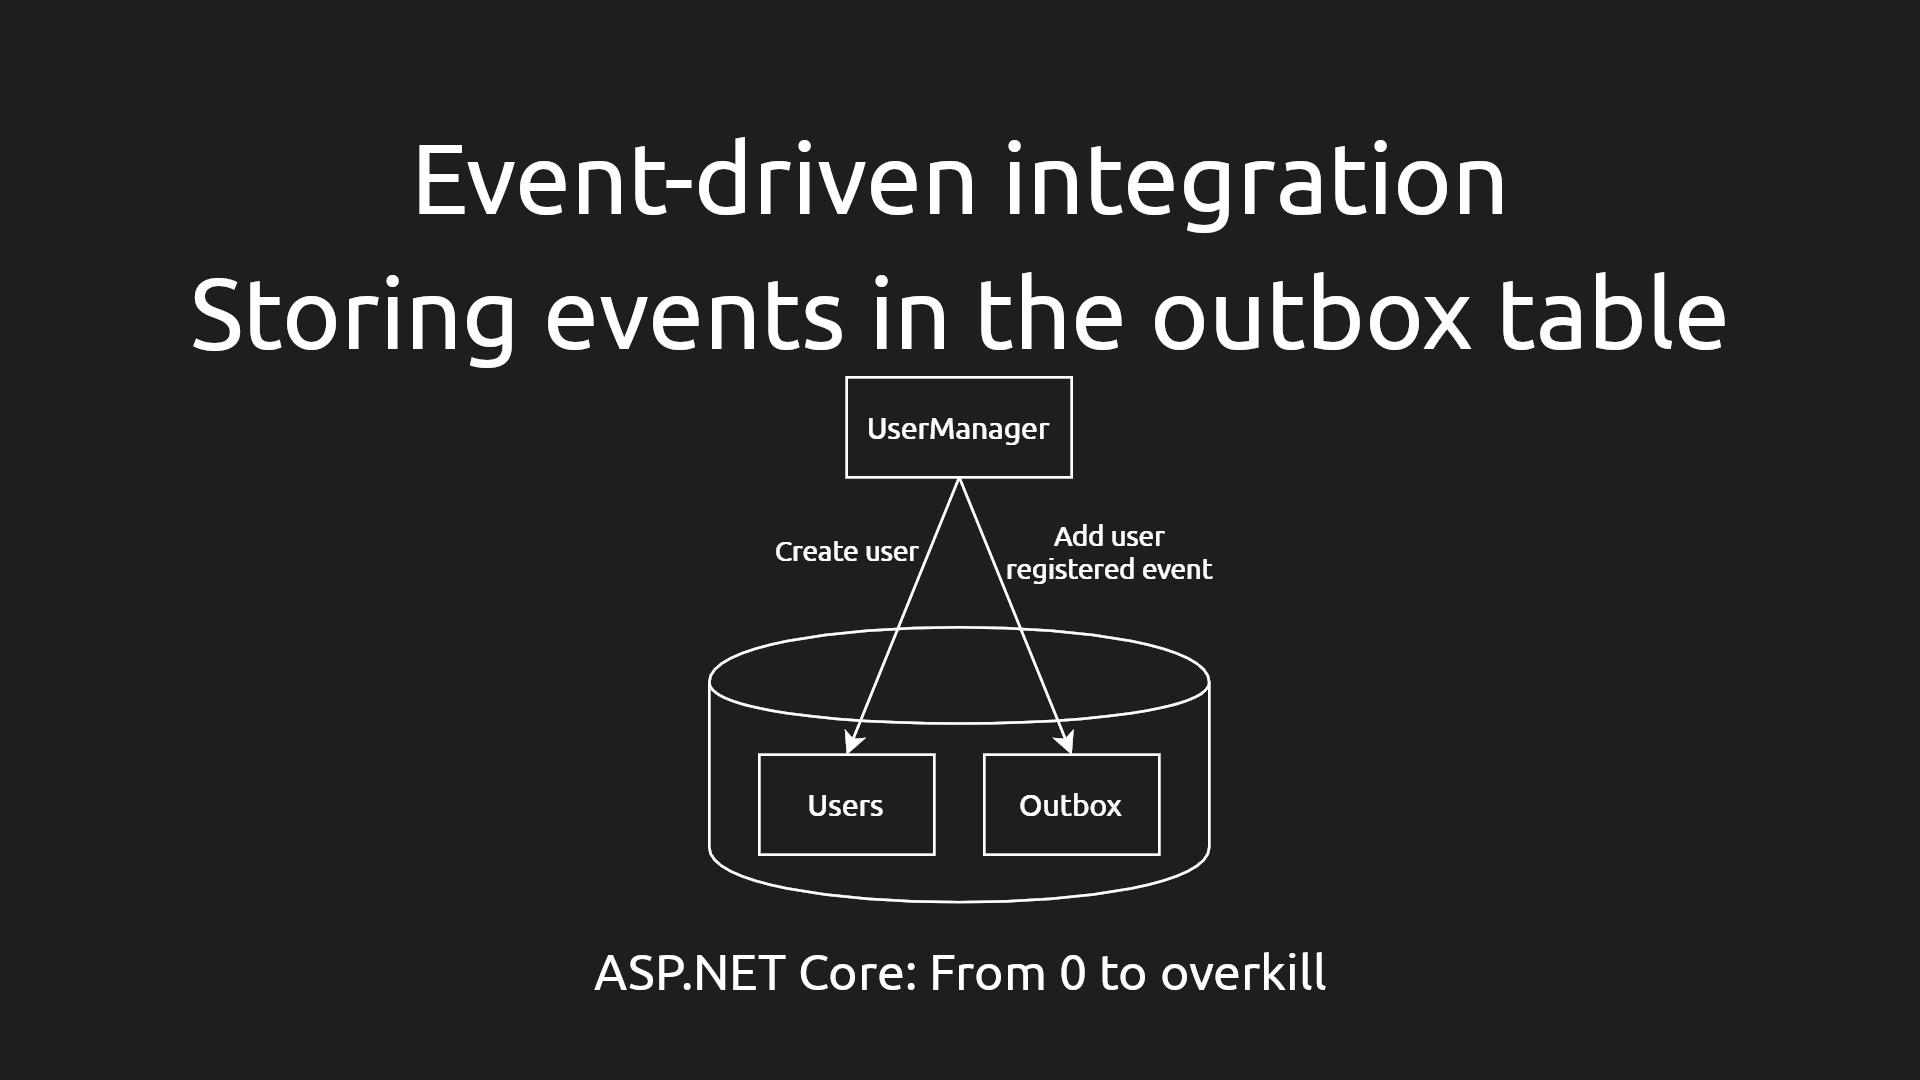 Event-driven integration
Storing events in the outbox table
UserManager
Create user
Add user
registered event
Users
Outbox
ASP.NET Core: From 0 to overkill